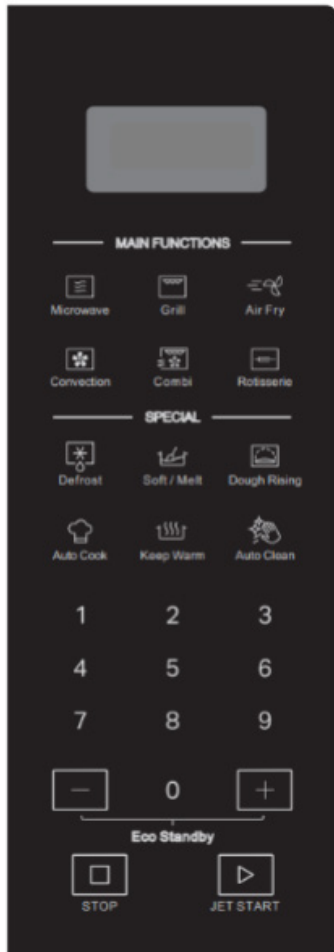 MAIN FUNCTIONS
Microwave Grill Air Fry
Convection Combi Rotisserie
SPECIAL
Defrost Soft / Melt Dough Rising
Auto Cook Keep Warm Auto Clean
1 2 3
4 5 6
7 8 9
− 0 +
Eco Standby
STOP JET START